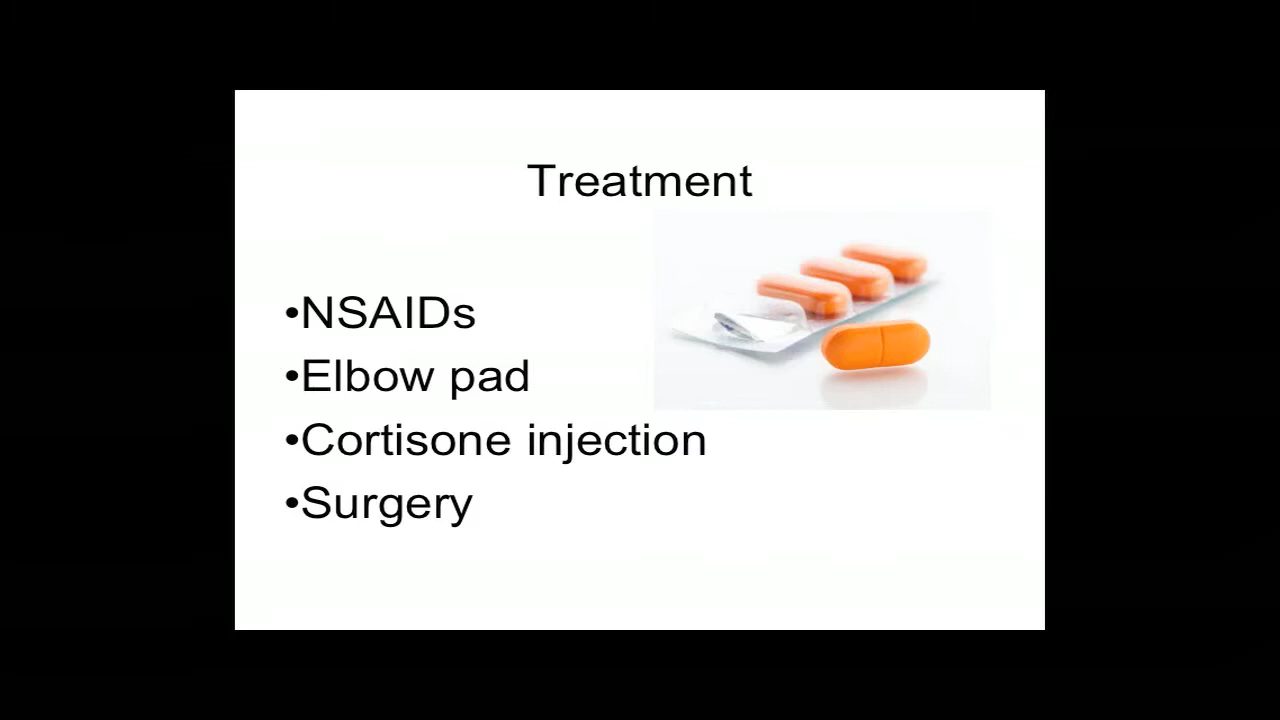 Treatment
•NSAIDs
•Elbow pad
•Cortisone injection
•Surgery